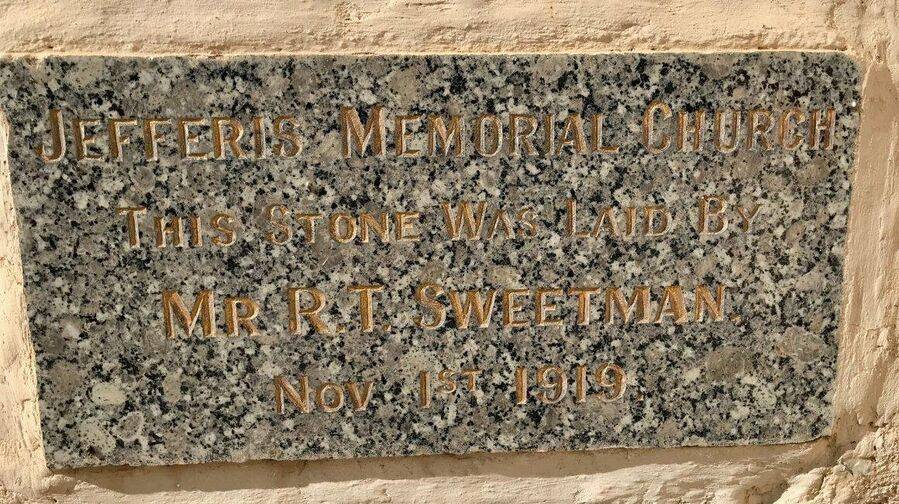 Jefferis Memorial Church
This Stone Was Laid By
Mr R.T. Sweetman.
Nov 1st 1919.